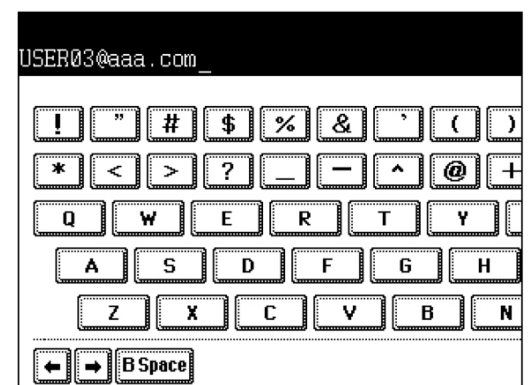 USER03@aaa.com_
! " # $ % & ' ( )
* < > ? _ - ^ @ +
Q W E R T Y
A S D F G H
Z X C V B N
← → B Space